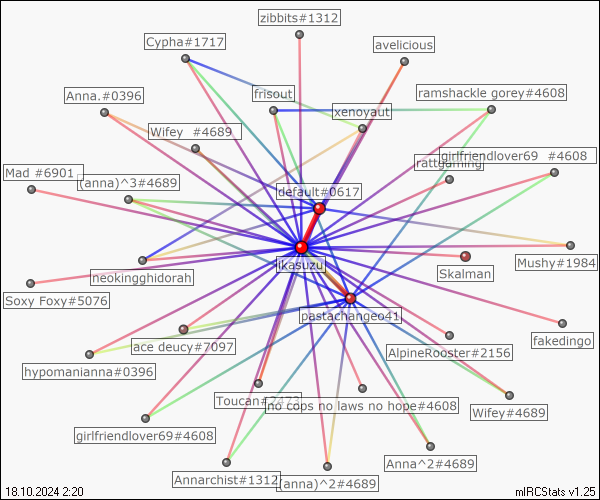 zibbits#1312
Cypha#1717
avelicious
Anna.#0396
frisout
ramshackle gorey#4608
xenoyaut
Wifey #4689
rattgaming
girlfriendlover69 #4608
Mad #6901
(anna)^3#4689
default#0617
neokingghidorah
ikasuzu
Skalman
Mushy#1984
Soxy Foxy#5076
pastachangeo41
fakedingo
ace deucy#7097
AlpineRooster#2156
hypomanianna#0396
Toucan#2473
no cops no laws no hope#4608
Wifey#4689
girlfriendlover69#4608
Annarchist#1312
(anna)^2#4689
Anna^2#4689
18.10.2024 2:20
mIRCStats v1.25